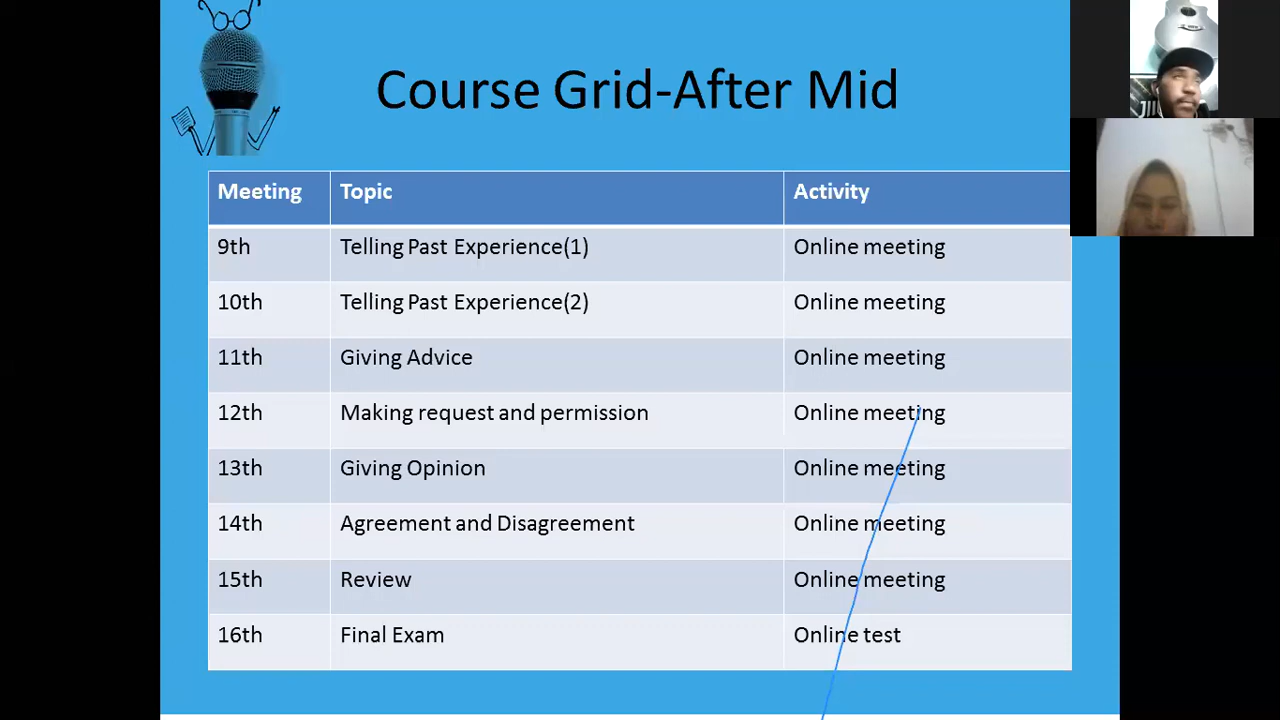 Course Grid-After Mid
Meeting Topic Activity
9th Telling Past Experience(1) Online meeting
10th Telling Past Experience(2) Online meeting
11th Giving Advice Online meeting
12th Making request and permission Online meeting
13th Giving Opinion Online meeting
14th Agreement and Disagreement Online meeting
15th Review Online meeting
16th Final Exam Online test